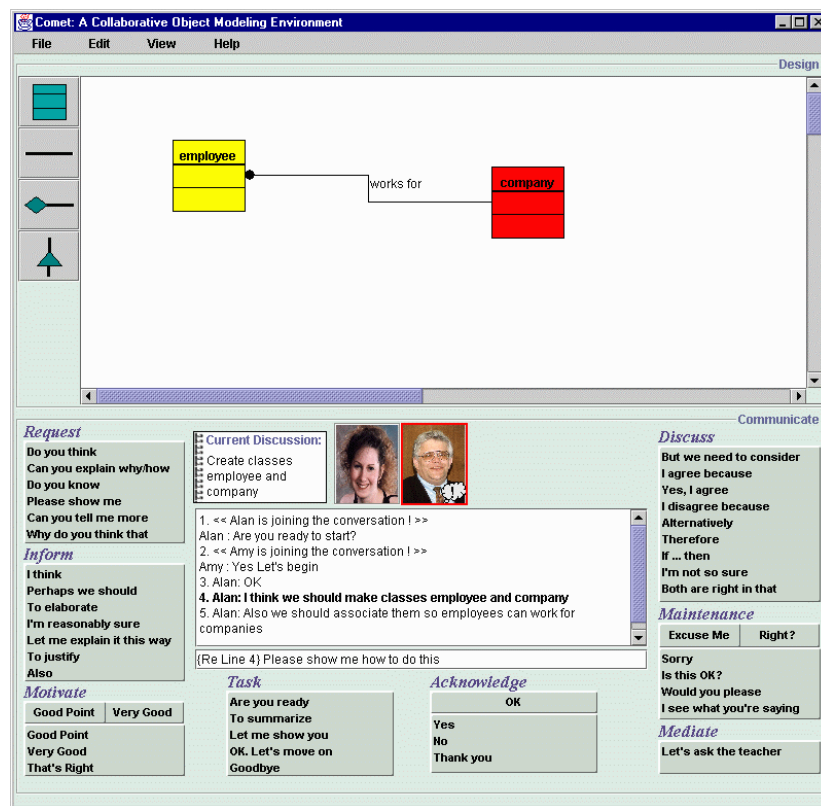 Comet: A Collaborative Object Modeling Environment
File Edit View Help
Design
employee
works for
company
Communicate
Request
Do you think
Can you explain why/how
Do you know
Please show me
Can you tell me more
Why do you think that
Inform
I think
Perhaps we should
To elaborate
I'm reasonably sure
Let me explain it this way
To justify
Also
Motivate
Good Point Very Good
Good Point
Very Good
That's Right
Current Discussion:
Create classes
employee and
company
1. << Alan is joining the conversation ! >>
Alan : Are you ready to start?
2. << Amy is joining the conversation ! >>
Amy : Yes Let's begin
3. Alan: OK
4. Alan: I think we should make classes employee and company
5. Alan: Also we should associate them so employees can work for
companies
{Re Line 4} Please show me how to do this
Task
Are you ready
To summarize
Let me show you
OK. Let's move on
Goodbye
Acknowledge
OK
Yes
No
Thank you
Discuss
But we need to consider
I agree because
Yes, I agree
I disagree because
Alternatively
Therefore
If ... then
I'm not so sure
Both are right in that
Maintenance
Excuse Me Right?
Sorry
Is this OK?
Would you please
I see what you're saying
Mediate
Let's ask the teacher